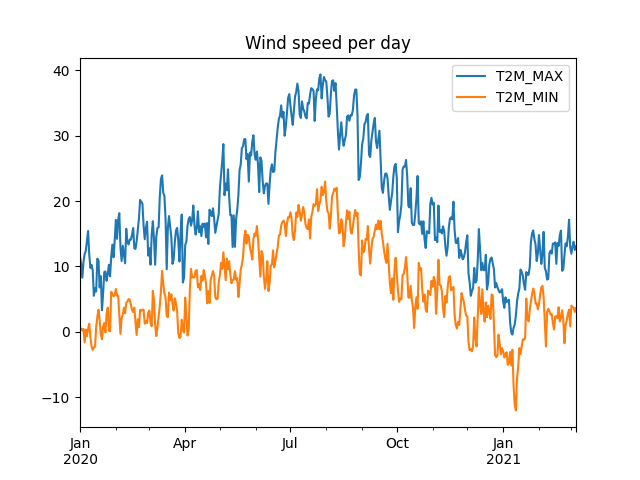 Wind speed per day
T2M_MAX
T2M_MIN
40
30
20
10
0
−10
Jan
2020
Apr
Jul
Oct
Jan
2021